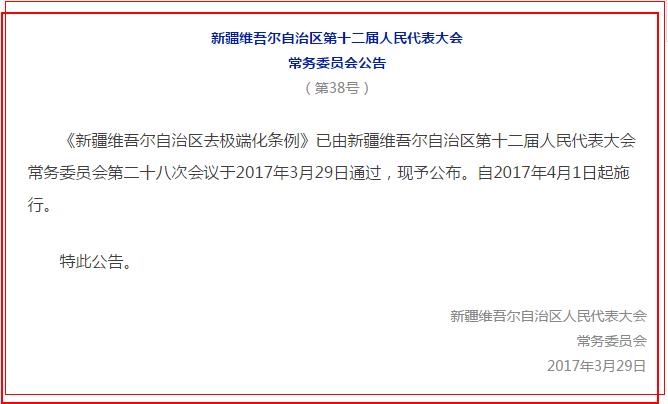 新疆维吾尔自治区第十二届人民代表大会
常务委员会公告
（第38号）
《新疆维吾尔自治区去极端化条例》已由新疆维吾尔自治区第十二届人民代表大会
常务委员会第二十八次会议于2017年3月29日通过，现予公布。自2017年4月1日起施
行。
特此公告。
新疆维吾尔自治区人民代表大会
常务委员会
2017年3月29日